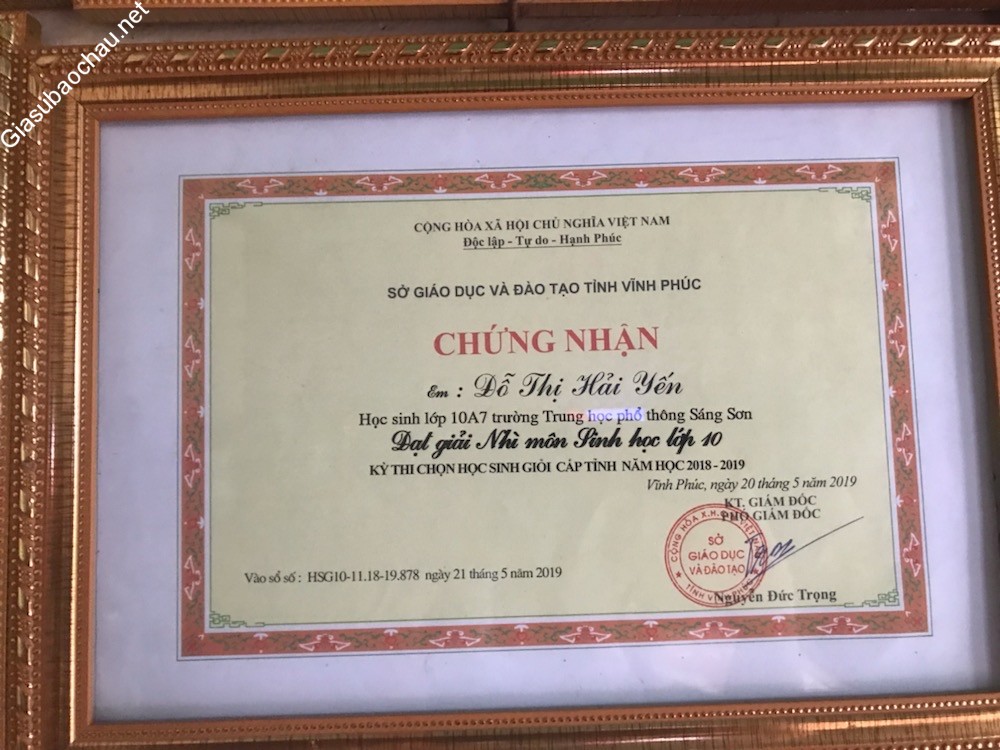 Giasubaochau.net
CỘNG HÒA XÃ HỘI CHỦ NGHĨA VIỆT NAM
Độc lập - Tự do - Hạnh Phúc
SỞ GIÁO DỤC VÀ ĐÀO TẠO TỈNH VĨNH PHÚC
CHỨNG NHẬN
Em : Đỗ Thị Hải Yến
Học sinh lớp 10A7 trường Trung học phổ thông Sáng Sơn
Đạt giải Nhì môn Sinh học lớp 10
KỲ THI CHỌN HỌC SINH GIỎI CẤP TỈNH NĂM HỌC 2018 - 2019
Vĩnh Phúc, ngày 20 tháng 5 năm 2019
KT. GIÁM ĐỐC
PHÓ GIÁM ĐỐC
CỘNG HÒA X.H.
SỞ
GIÁO DỤC
VÀ ĐÀO TẠO
TỈNH
Nguyễn Đức Trọng
Vào sổ số : HSG10-11.18-19.878 ngày 21 tháng 5 năm 2019